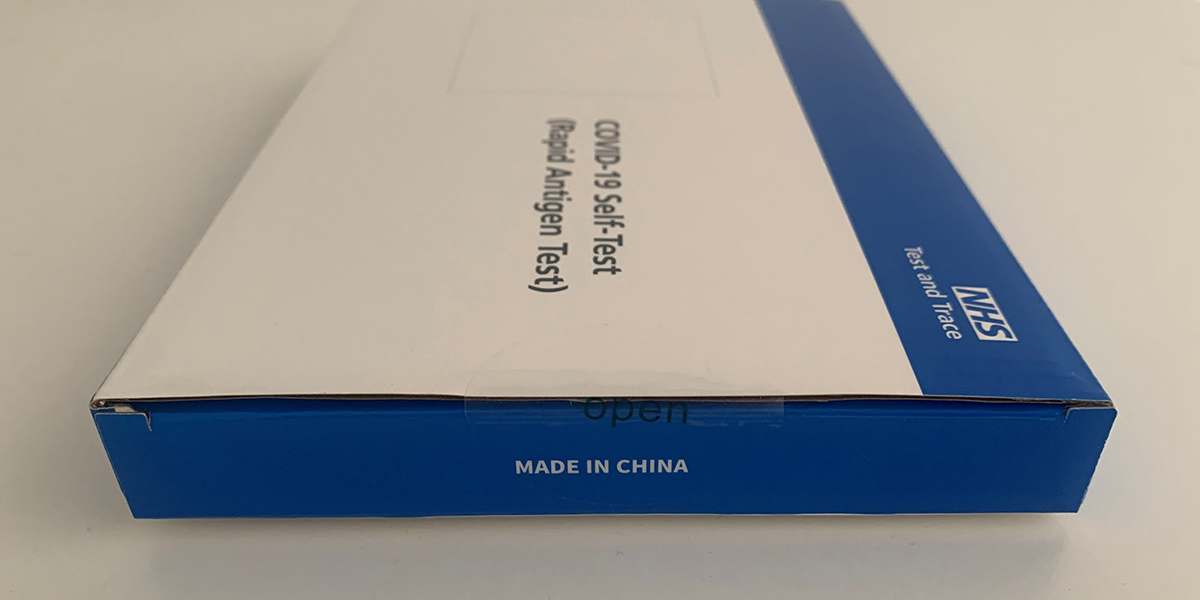 COVID-19 Self-Test
(Rapid Antigen Test)
NHS
Test and Trace
open
MADE IN CHINA